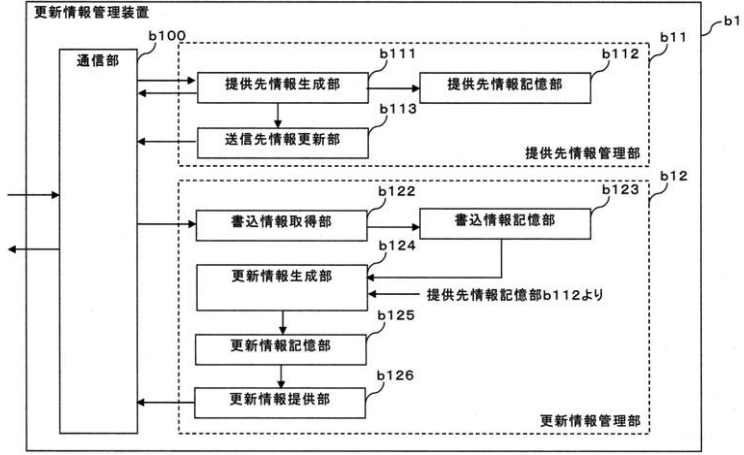 更新情報管理装置
b1
b100
通信部
b11
b111
提供先情報生成部
b112
提供先情報記憶部
b113
送信先情報更新部
提供先情報管理部
b12
b122
書込情報取得部
b123
書込情報記憶部
b124
更新情報生成部
提供先情報記憶部b112より
b125
更新情報記憶部
b126
更新情報提供部
更新情報管理部